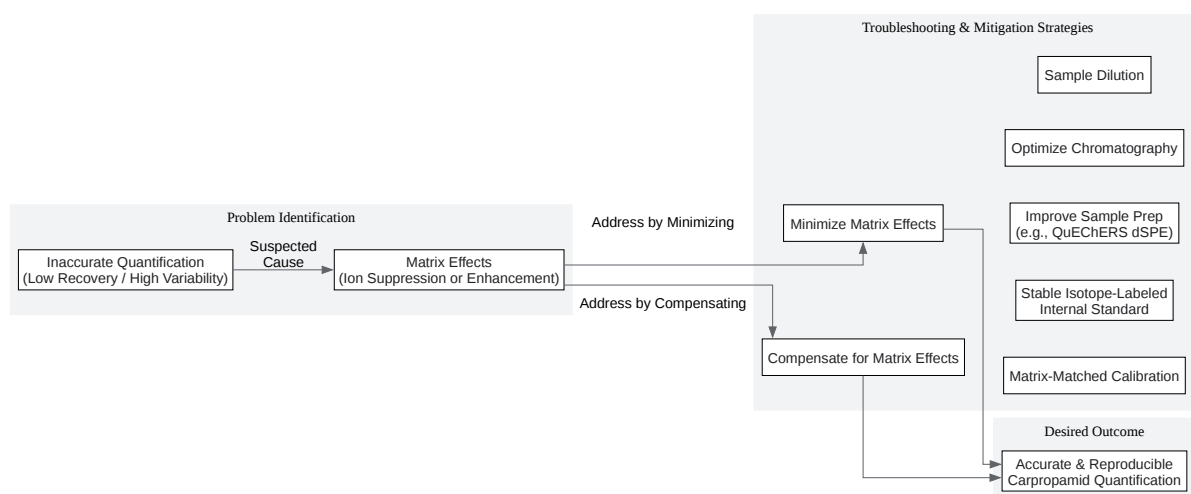 Troubleshooting & Mitigation Strategies
Sample Dilution
Optimize Chromatography
Problem Identification
Inaccurate Quantification
(Low Recovery / High Variability)
Suspected
Cause
Matrix Effects
(Ion Suppression or Enhancement)
Address by Minimizing
Address by Compensating
Minimize Matrix Effects
Compensate for Matrix Effects
Improve Sample Prep
(e.g., QuEChERS dSPE)
Stable Isotope-Labeled
Internal Standard
Matrix-Matched Calibration
Desired Outcome
Accurate & Reproducible
Carpropamid Quantification